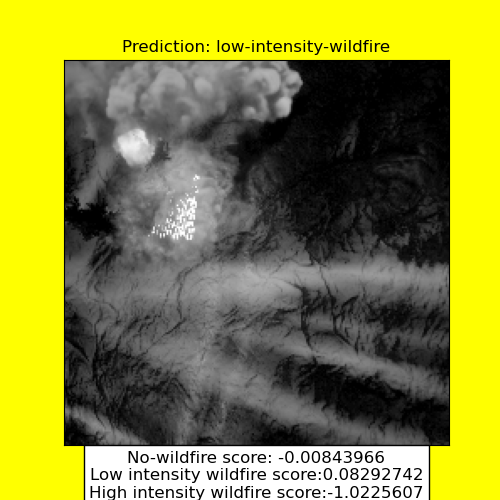 Prediction: low-intensity-wildfire
No-wildfire score: -0.00843966
Low intensity wildfire score:0.08292742
High intensity wildfire score:-1.0225607